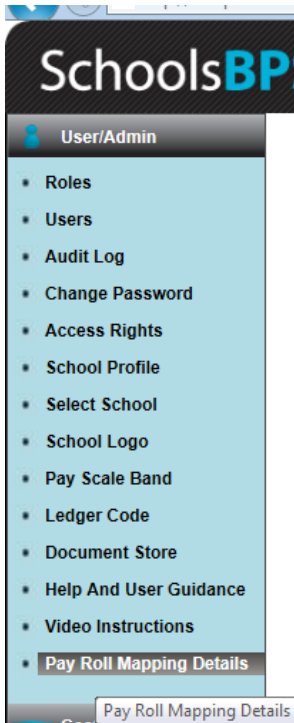 SchoolsBP
User/Admin
Roles
Users
Audit Log
Change Password
Access Rights
School Profile
Select School
School Logo
Pay Scale Band
Ledger Code
Document Store
Help And User Guidance
Video Instructions
Pay Roll Mapping Details
Pay Roll Mapping Details